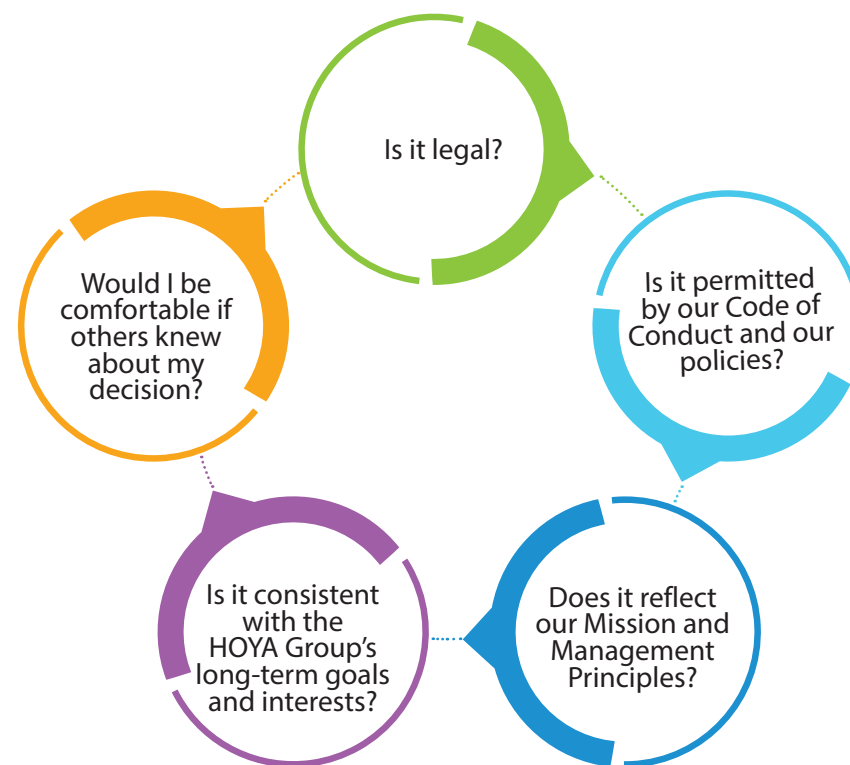 Is it legal?
Is it permitted
by our Code of
Conduct and our
policies?
Does it reflect
our Mission and
Management
Principles?
Is it consistent
with the
HOYA Group’s
long-term goals
and interests?
Would I be
comfortable if
others knew
about my
decision?